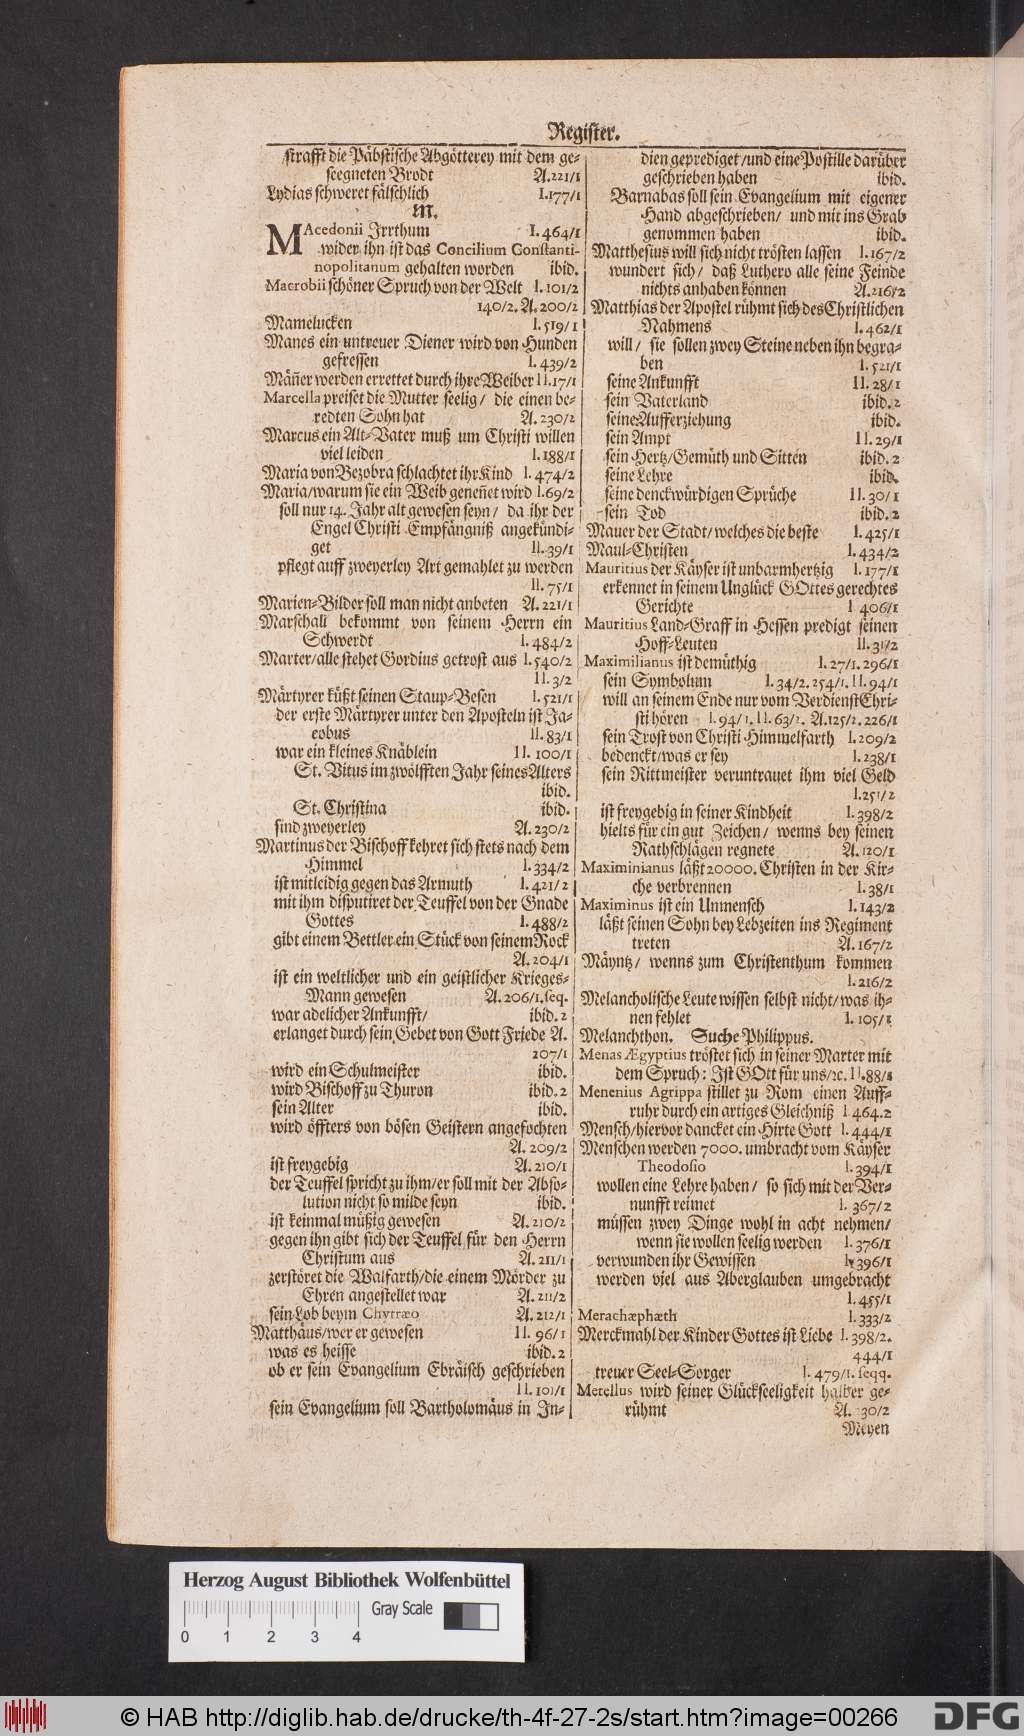 Register.
strafft die Päbstische Abgötterey mit dem ge-
seegneten Brodt A.221/1
Lydias schweret fälschlich I.177/1
M.
MAcedonii Irrthum I.464/1
wider ihn ist das Concilium Constanti-
nopolitanum gehalten worden ibid.
Macrobii schöner Spruch von der Welt I.101/2
140/2. A.200/2
Mamelucken I.519/1
Manes ein untreuer Diener wird von Hunden
gefressen I.439/2
Mäñer werden errettet durch ihre Weiber II.17/1
Marcella preiset die Mutter seelig/ die einen be-
redten Sohn hat A.230/2
Marcus ein Alt-Vater muß um Christi willen
viel leiden I.188/1
Maria von Bezobra schlachtet ihr Kind I.474/2
Maria/warum sie ein Weib geneñet wird I.69/2
soll nur 14. Jahr alt gewesen seyn/ da ihr der
Engel Christi Empfängniß angekündi-
get II.39/1
pflegt auff zweyerley Art gemahlet zu werden
II.75/1
Marien-Bilder soll man nicht anbeten A.221/1
Marschall bekommt von seinem Herrn ein
Schwerdt I.484/2
Marter/alle stehet Gordius getrost aus I.540/2
II.3/2
Märtyrer küßt seinen Staup-Besen I.521/1
der erste Märtyrer unter den Aposteln ist Ja-
cobus II.83/1
war ein kleines Knäblein II.100/1
St. Vitus im zwölfften Jahr seines Alters
ibid.
St. Christina ibid.
sind zweyerley A.230/2
Martinus der Bischoff kehret sich stets nach dem
Himmel I.334/2
ist mitleidig gegen das Armuth I.421/2
mit ihm disputiret der Teuffel von der Gnade
Gottes I.488/2
gibt einem Bettler ein Stück von seinem Rock
A.204/1
ist ein weltlicher und ein geistlicher Krieges-
Mann gewesen A.206/1.seq.
war adelicher Ankunfft/ ibid.2
erlanget durch sein Gebet von Gott Friede A.
207/1
wird ein Schulmeister ibid.
wird Bischoff zu Thuron ibid.2
sein Alter ibid.
wird öffters von bösen Geistern angefochten
A.209/2
ist freygebig A.210/1
der Teuffel spricht zu ihm/er soll mit der Abso-
lution nicht so milde seyn ibid.
ist keinmal müßig gewesen A.210/2
gegen ihn gibt sich der Teuffel für den Herrn
Christum aus A.211/1
zerstöret die Walfarth/die einem Mörder zu
Ehren angestellet war A.211/2
sein Lob beym Chytræo A.212/1
Matthäus/wer er gewesen II.96/1
was es heisse ibid.2
ob er sein Evangelium Ebräisch geschrieben
II.101/1
sein Evangelium soll Bartholomäus in In-
dien geprediget/und eine Postille darüber
geschrieben haben ibid.
Barnabas soll sein Evangelium mit eigener
Hand abgeschrieben/ und mit ins Grab
genommen haben ibid.
Matthesius will sich nicht trösten lassen I.167/2
wundert sich/ daß Luthero alle seine Feinde
nichts anhaben können A.216/2
Matthias der Apostel rühmt sich des Christlichen
Nahmens I.462/1
will/ sie sollen zwey Steine neben ihn begra-
ben I.521/1
seine Ankunfft II.28/1
sein Vaterland ibid.2
seine Aufferziehung ibid.
sein Ampt II.29/1
sein Hertz/Gemüth und Sitten ibid.2
seine Lehre ibid.
seine denckwürdigen Sprüche II.30/1
sein Tod ibid.2
Mauer der Stadt/welches die beste I.425/1
Maul-Christen I.434/2
Mauritius der Käyser ist unbarmhertzig I.177/1
erkennet in seinem Unglück GOttes gerechtes
Gerichte I 406/1
Mauritius Land-Graff in Hessen predigt seinen
Hoff-Leuten II.31/2
Maximilianus ist demüthig I.27/1.296/1
sein Symbolum I.34/2.254/1.II.94/1
will an seinem Ende nur vom Verdienst Chri-
sti hören I.94/1.II.63/1. A.125/2.226/1
sein Trost von Christi Himmelfarth I.209/2
bedenckt/was er sey I.238/1
sein Rittmeister veruntrauet ihm viel Geld
I.251/2
ist freygebig in seiner Kindheit I.398/2
hielts für ein gut Zeichen/ wenns bey seinen
Rathschlägen regnete A.120/1
Maximinianus läßt 20000. Christen in der Kir-
che verbrennen I.38/1
Maximinus ist ein Unmensch I.143/2
läßt seinen Sohn bey Lebzeiten ins Regiment
treten A.167/2
Mäyntz/ wenns zum Christenthum kommen
I.216/2
Melancholische Leute wissen selbst nicht/was ih-
nen fehlet I.105/1
Melanchthon. Suche Philippus.
Menas Ægyptius tröstet sich in seiner Marter mit
dem Spruch: Ist GOtt für uns/ꝛc. II.88/1
Menenius Agrippa stillet zu Rom einen Auff-
ruhr durch ein artiges Gleichniß I 464.2
Mensch/hiervor dancket ein Hirte Gott I.444/1
Menschen werden 7000. umbracht vom Käyser
Theodosio I.394/1
wollen eine Lehre haben/ so sich mit der Ver-
nunfft reimet I.367/2
müssen zwey Dinge wohl in acht nehmen/
wenn sie wollen seelig werden I.376/1
verwunden ihr Gewissen I.396/1
werden viel aus Aberglauben umgebracht
I.455/1
Merachæphæth I.333/2
Merckmahl der Kinder Gottes ist Liebe I.398/2.
444/1
treuer Seel-Sorger I.479/1.seqq.
Metellus wird seiner Glückseeligkeit halber ge-
rühmt A. 30/2
Meyen
Herzog August Bibliothek Wolfenbüttel
Gray Scale
0 1 2 3 4
© HAB http://diglib.hab.de/drucke/th-4f-27-2s/start.htm?image=00266
DFG